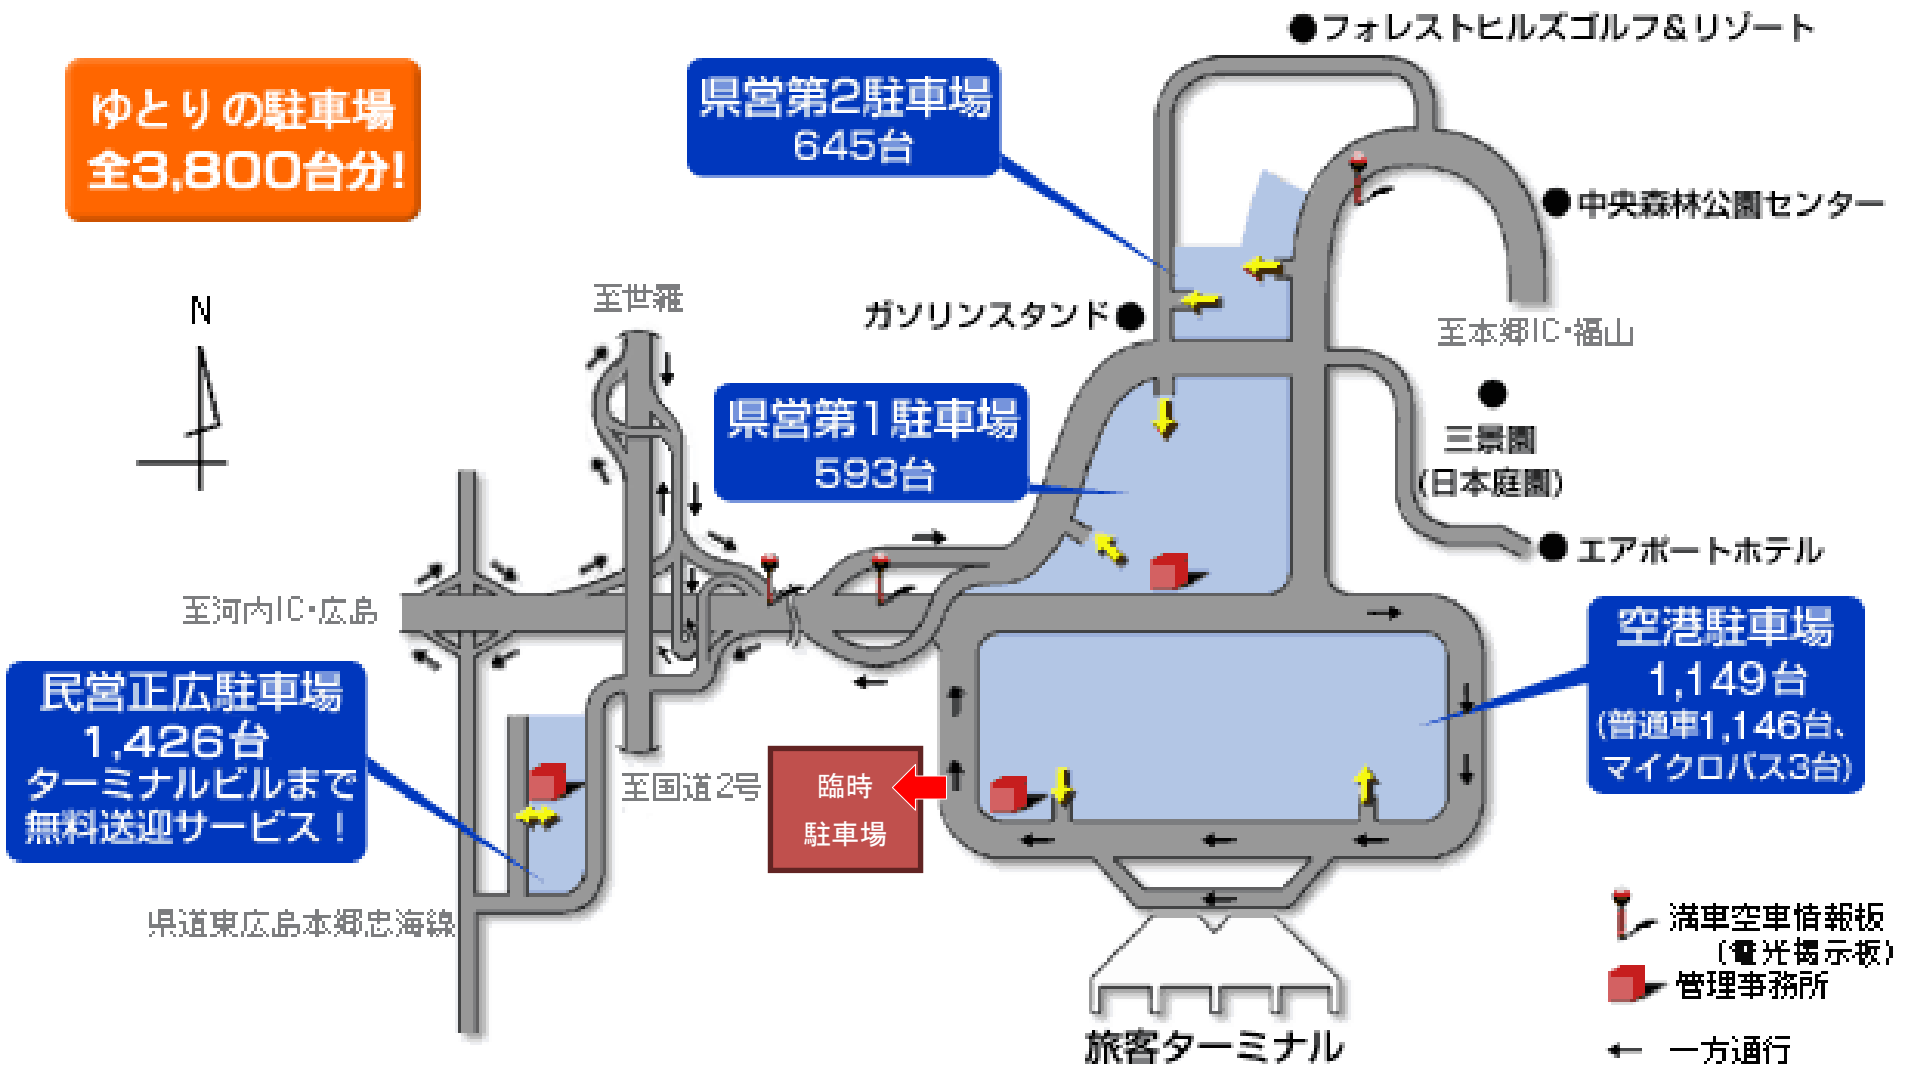 フォレストヒルズゴルフ&リゾート
ゆとりの駐車場
全3,800台分!
県営第2駐車場
645台
中央森林公園センター
N
至世羅
ガソリンスタンド
至本郷IC・福山
県営第1駐車場
593台
三景園
(日本庭園)
エアポートホテル
至河内IC・広島
空港駐車場
1,149台
(普通車1,146台、
マイクロバス3台)
民営正広駐車場
1,426台
ターミナルビルまで
無料送迎サービス!
至国道2号
臨時
駐車場
県道東広島本郷忠海線
満車空車情報板
(電光掲示板)
管理事務所
一方通行
旅客ターミナル